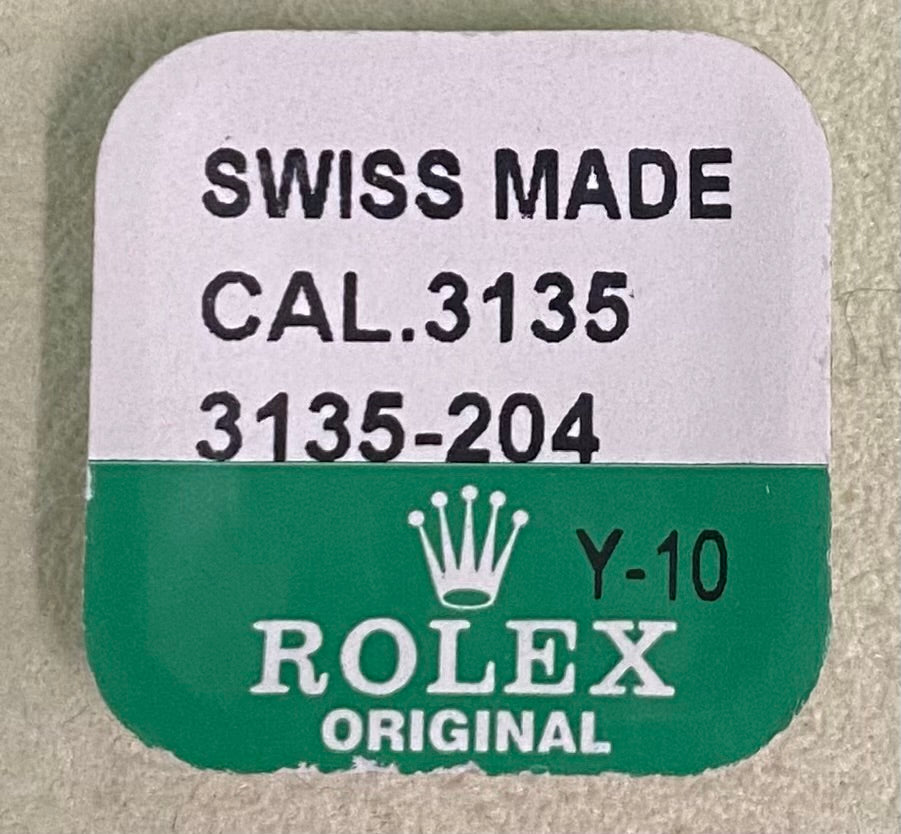 SWISS MADE
CAL.3135
3135-204
Y-10
ROLEX
ORIGINAL